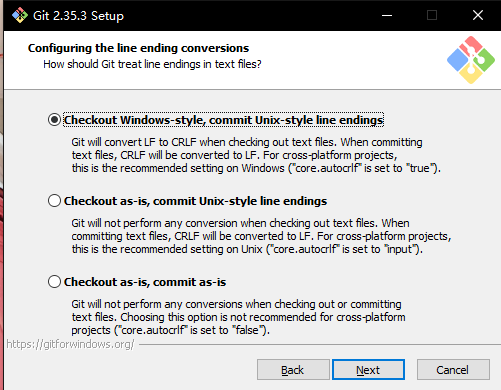 Git 2.35.3 Setup
Configuring the line ending conversions
How should Git treat line endings in text files?
Checkout Windows-style, commit Unix-style line endings
Git will convert LF to CRLF when checking out text files. When committing
text files, CRLF will be converted to LF. For cross-platform projects,
this is the recommended setting on Windows ("core.autocrlf" is set to "true").
Checkout as-is, commit Unix-style line endings
Git will not perform any conversion when checking out text files. When
committing text files, CRLF will be converted to LF. For cross-platform projects,
this is the recommended setting on Unix ("core.autocrlf" is set to "input").
Checkout as-is, commit as-is
Git will not perform any conversions when checking out or committing
text files. Choosing this option is not recommended for cross-platform
projects ("core.autocrlf" is set to "false").
https://gitforwindows.org/
Back Next Cancel